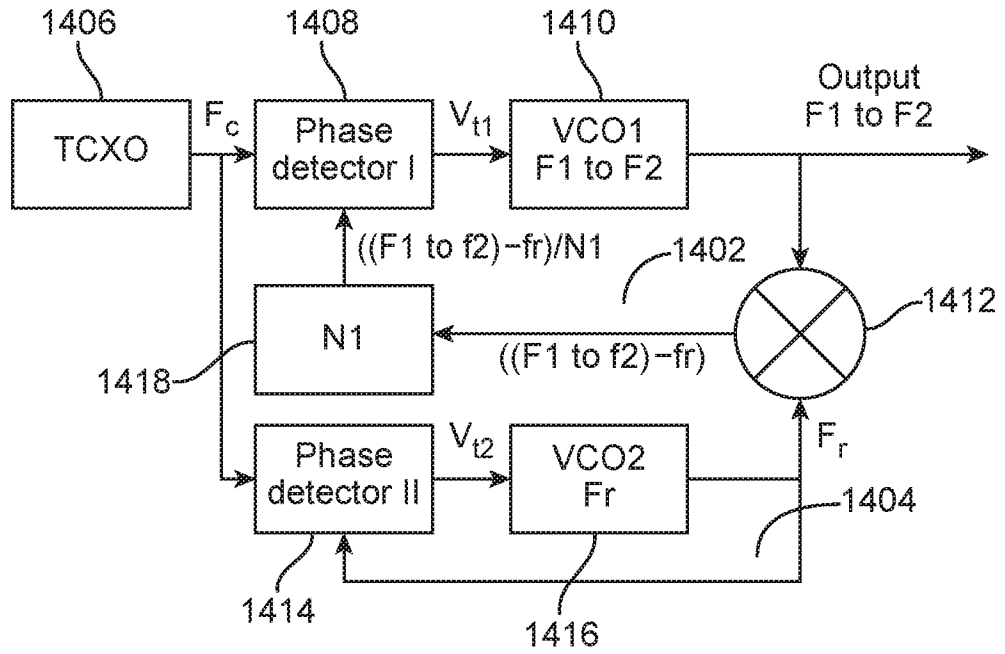 1406
1408
1410
TCXO
Fc
Phase
detector I
Vt1
VCO1
F1 to F2
Output
F1 to F2
((F1 to f2)−fr)/N1
1402
1412
N1
((F1 to f2)−fr)
1418
Phase
detector II
Vt2
VCO2
Fr
Fr
1404
1414
1416